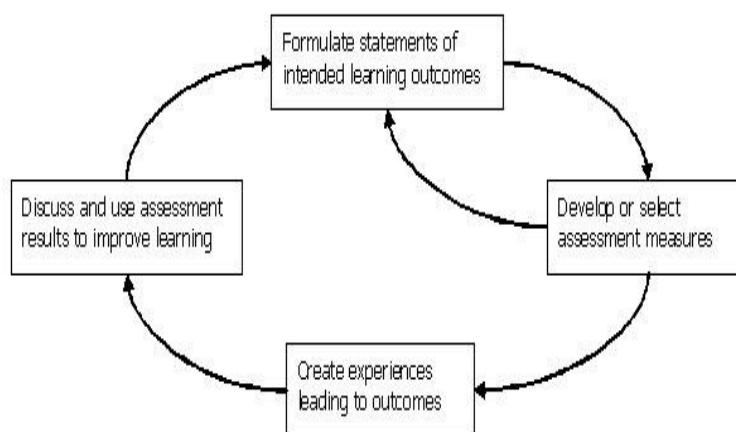 Formulate statements of
intended learning outcomes
Discuss and use assessment
results to improve learning
Develop or select
assessment measures
Create experiences
leading to outcomes